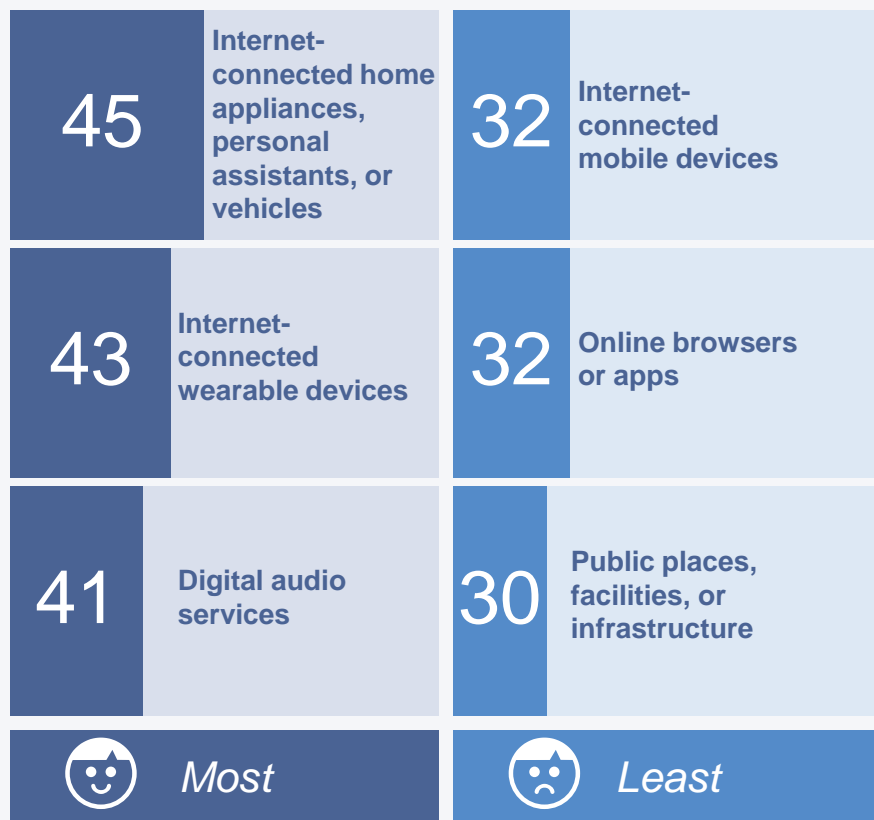 45
Internet-
connected home
appliances,
personal
assistants, or
vehicles
32
Internet-
connected
mobile devices
43
Internet-
connected
wearable devices
32
Online browsers
or apps
41
Digital audio
services
30
Public places,
facilities, or
infrastructure
Most
Least